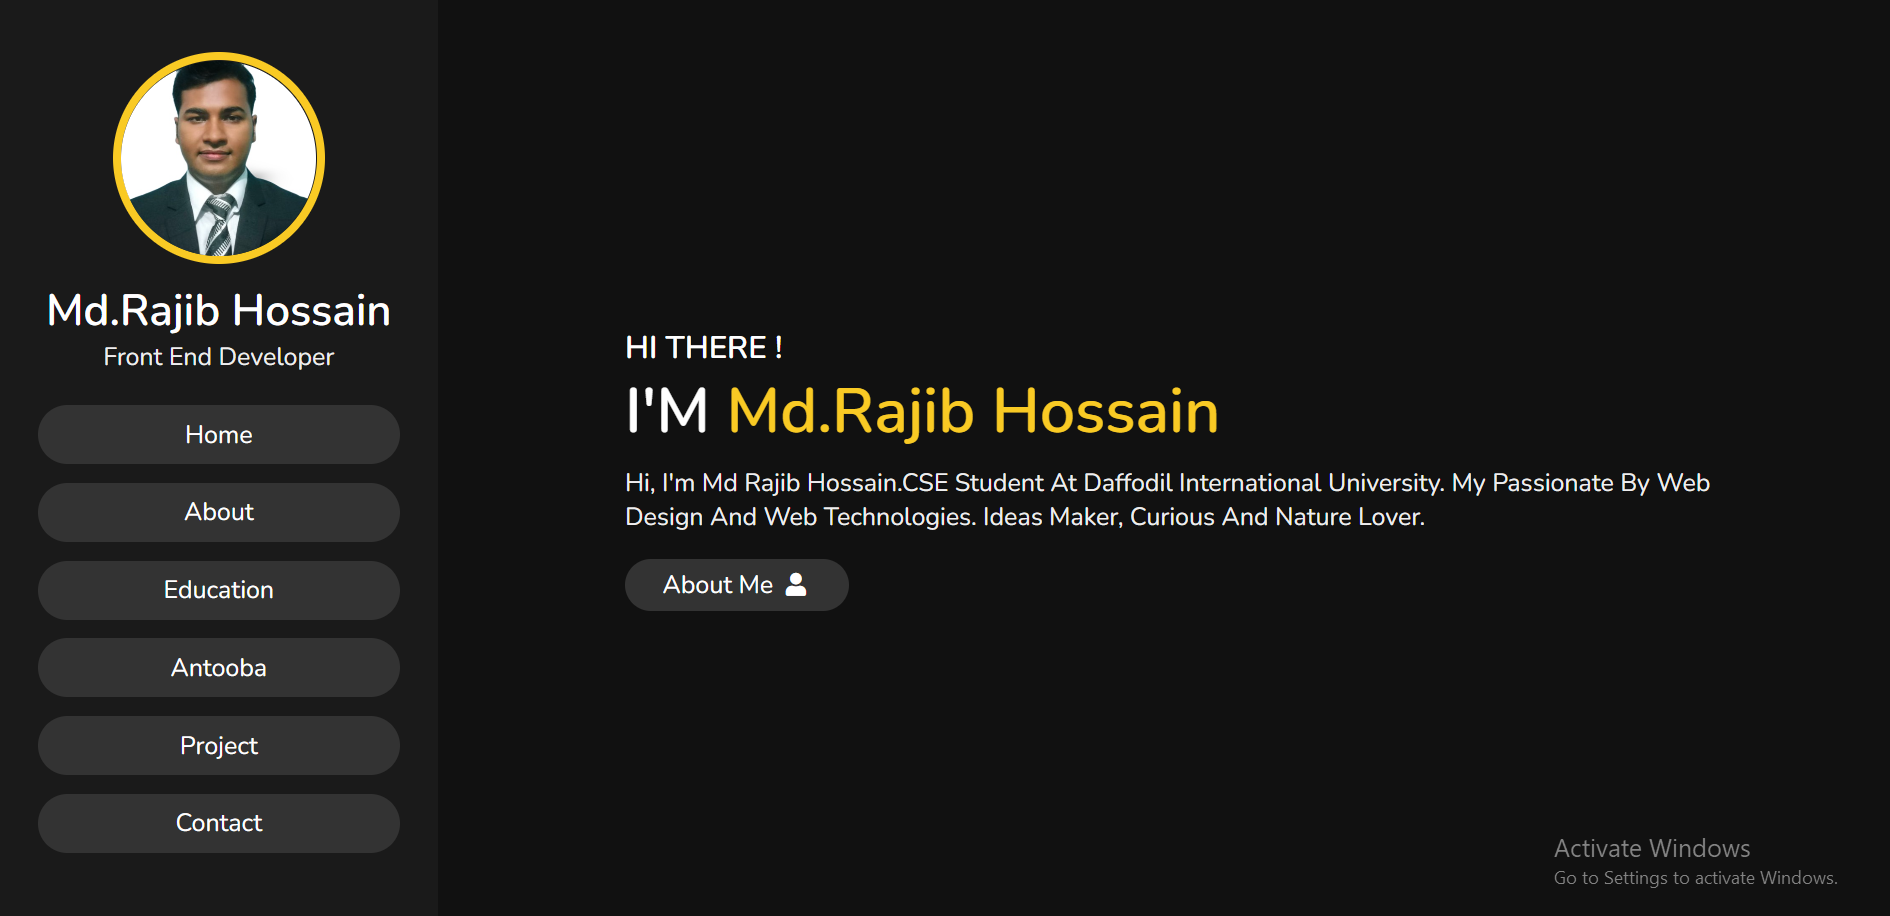 Md.Rajib Hossain
Front End Developer
Home
About
Education
Antooba
Project
Contact
HI THERE !
I'M Md.Rajib Hossain
Hi, I'm Md Rajib Hossain.CSE Student At Daffodil International University. My Passionate By Web
Design And Web Technologies. Ideas Maker, Curious And Nature Lover.
About Me
Activate Windows
Go to Settings to activate Windows.